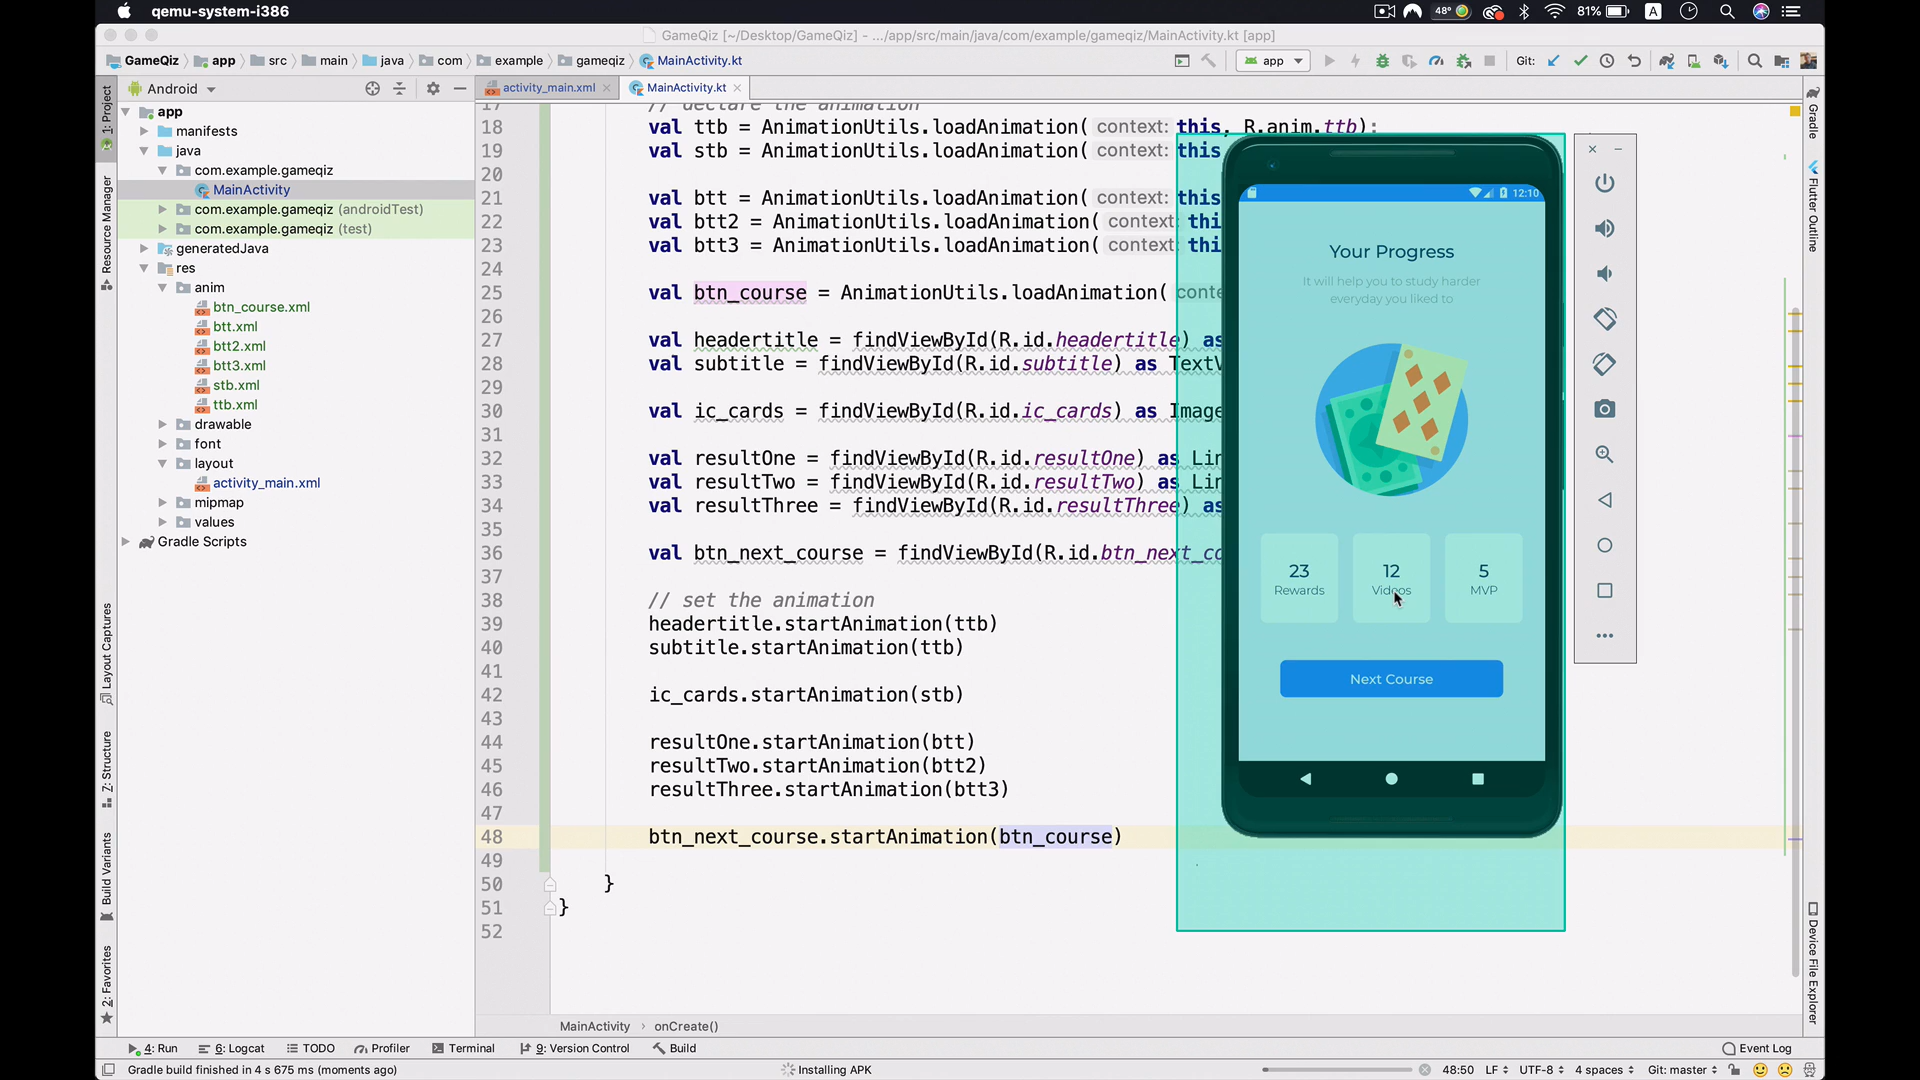 qemu-system-i386
48°
81%
A
GameQiz [~/Desktop/GameQiz] - .../app/src/main/java/com/example/gameqiz/MainActivity.kt [app]
GameQiz app src main java com example gameqiz MainActivity.kt
app
Git:
1: Project
Resource Manager
Layout Captures
7: Structure
Build Variants
2: Favorites
Android
app
manifests
java
com.example.gameqiz
MainActivity
com.example.gameqiz (androidTest)
com.example.gameqiz (test)
generatedJava
res
anim
btn_course.xml
btt.xml
btt2.xml
btt3.xml
stb.xml
ttb.xml
drawable
font
layout
activity_main.xml
mipmap
values
Gradle Scripts
activity_main.xml
MainActivity.kt
17 // declare the animation
18 val ttb = AnimationUtils.loadAnimation( context: this, R.anim.ttb);
19 val stb = AnimationUtils.loadAnimation( context: this
20
21 val btt = AnimationUtils.loadAnimation( context: this
22 val btt2 = AnimationUtils.loadAnimation( context: thi
23 val btt3 = AnimationUtils.loadAnimation( context: thi
24
25 val btn_course = AnimationUtils.loadAnimation( conte
26
27 val headertitle = findViewById(R.id.headertitle) as
28 val subtitle = findViewById(R.id.subtitle) as TextV
29
30 val ic_cards = findViewById(R.id.ic_cards) as Image
31
32 val resultOne = findViewById(R.id.resultOne) as Lin
33 val resultTwo = findViewById(R.id.resultTwo) as Lin
34 val resultThree = findViewById(R.id.resultThree) as
35
36 val btn_next_course = findViewById(R.id.btn_next_co
37
38 // set the animation
39 headertitle.startAnimation(ttb)
40 subtitle.startAnimation(ttb)
41
42 ic_cards.startAnimation(stb)
43
44 resultOne.startAnimation(btt)
45 resultTwo.startAnimation(btt2)
46 resultThree.startAnimation(btt3)
47
48 btn_next_course.startAnimation(btn_course)
49
50 }
51 }
52
12:10
Your Progress
It will help you to study harder
everyday you liked to
23
Rewards
12
Videos
5
MVP
Next Course
Gradle
Flutter Outline
Device File Explorer
MainActivity › onCreate()
4: Run
6: Logcat
TODO
Profiler
Terminal
9: Version Control
Build
Event Log
Gradle build finished in 4 s 675 ms (moments ago)
Installing APK
48:50 LF UTF-8 4 spaces Git: master